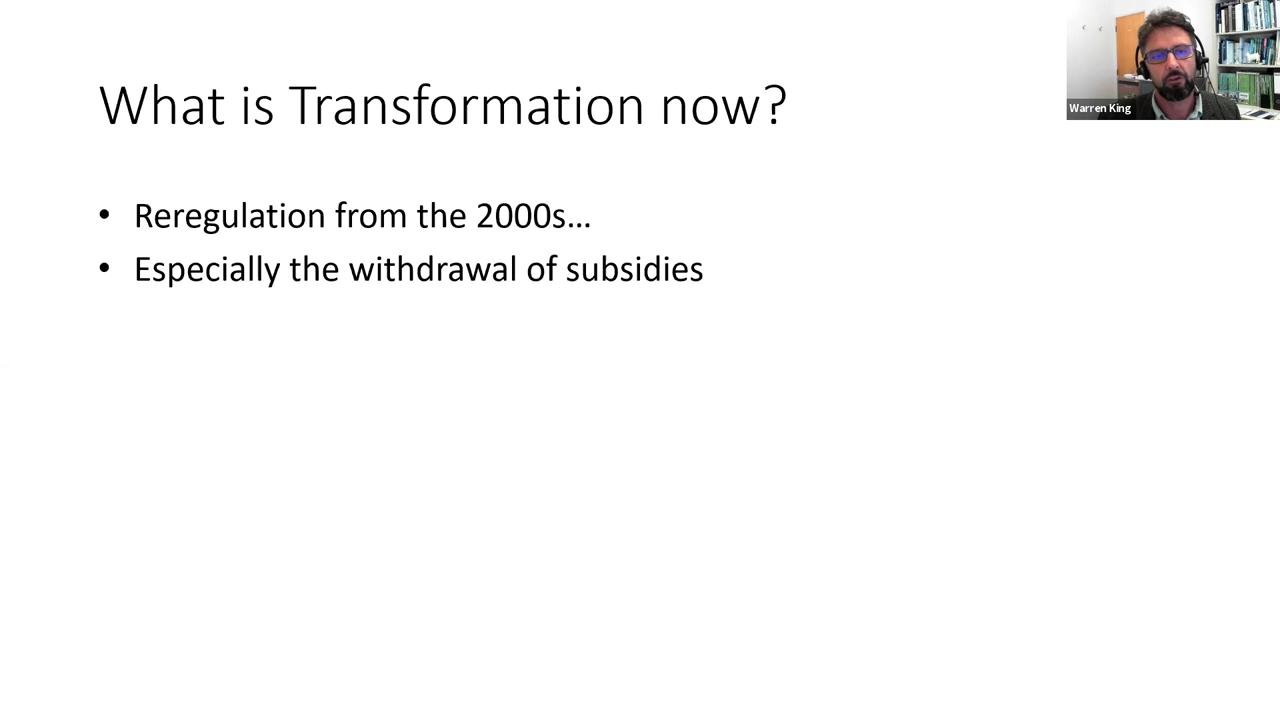 What is Transformation now?
Warren King
• Reregulation from the 2000s…
• Especially the withdrawal of subsidies